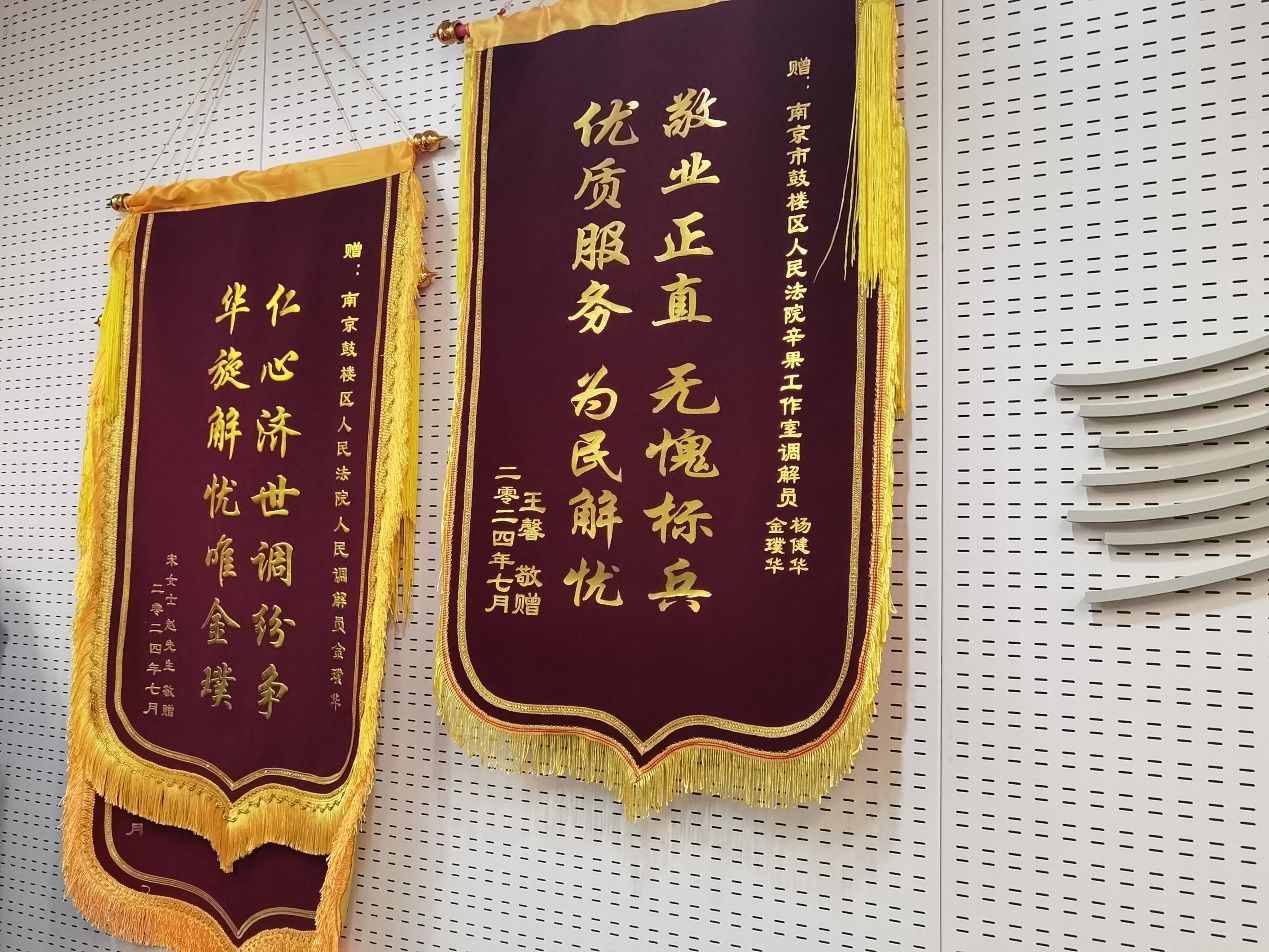 赠：南京市鼓楼区人民法院辛果工作室调解员
杨健华
金璞华
敬业正直 无愧标兵
优质服务 为民解忧
王馨 敬赠
二零二四年七月
赠：南京鼓楼区人民法院人民调解员金璞华
仁心济世调纷争
华旋解忧唯金璞
宋女士 赵先生 敬赠
二零二四年七月
月